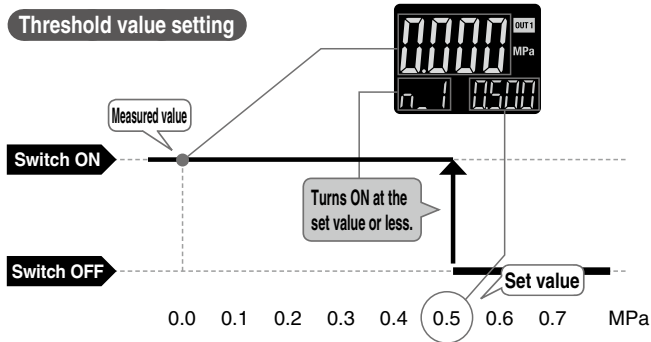 Threshold value setting
0.000
OUT1
MPa
n_1
0.500
Measured value
Switch ON
Turns ON at the
set value or less.
Switch OFF
Set value
0.0 0.1 0.2 0.3 0.4 0.5 0.6 0.7 MPa